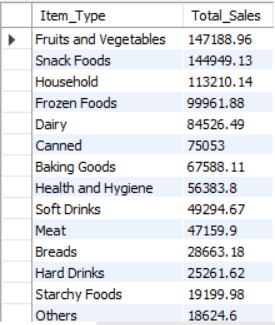 Item_Type Total_Sales
Fruits and Vegetables 147188.96
Snack Foods 144949.13
Household 113210.14
Frozen Foods 99961.88
Dairy 84526.49
Canned 75053
Baking Goods 67588.11
Health and Hygiene 56383.8
Soft Drinks 49294.67
Meat 47159.9
Breads 28663.18
Hard Drinks 25261.62
Starchy Foods 19199.98
Others 18624.6